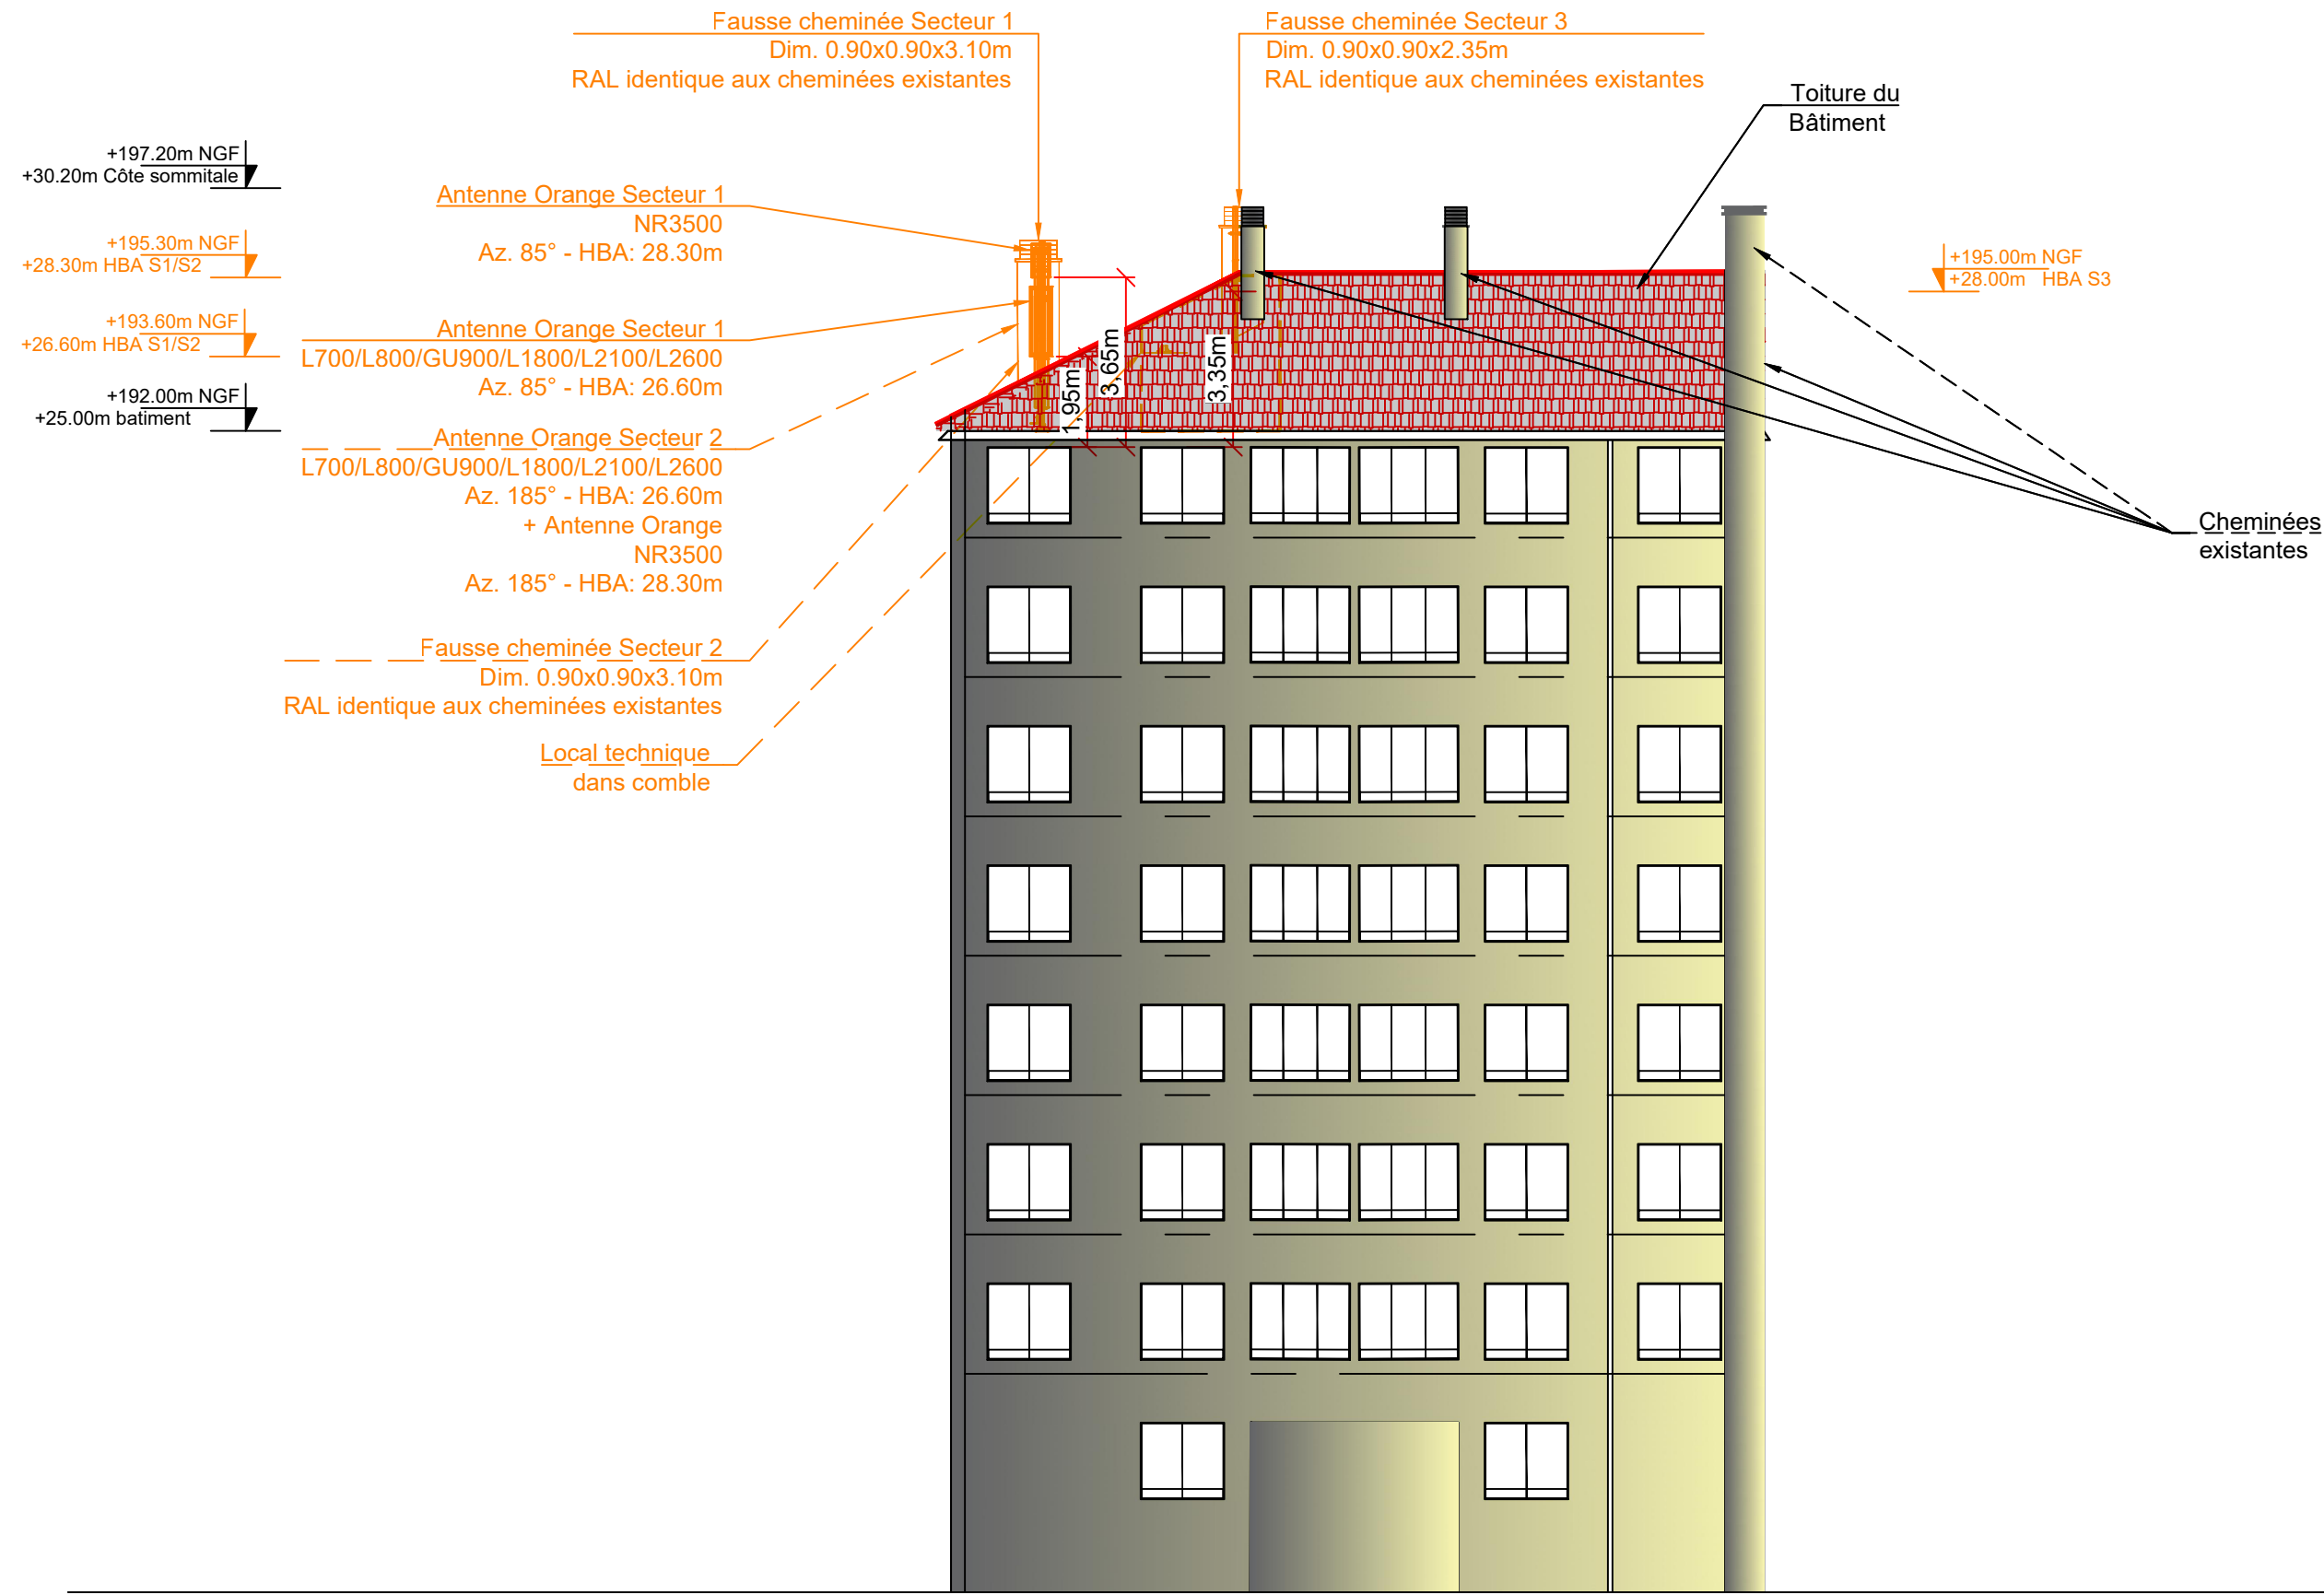 Fausse cheminée Secteur 1
Dim. 0.90x0.90x3.10m
RAL identique aux cheminées existantes
Fausse cheminée Secteur 3
Dim. 0.90x0.90x2.35m
RAL identique aux cheminées existantes
Toiture du
Bâtiment
+197.20m NGF
+30.20m Côte sommitale
+195.30m NGF
+28.30m HBA S1/S2
+193.60m NGF
+26.60m HBA S1/S2
+192.00m NGF
+25.00m batiment
Antenne Orange Secteur 1
NR3500
Az. 85° - HBA: 28.30m
Antenne Orange Secteur 1
L700/L800/GU900/L1800/L2100/L2600
Az. 85° - HBA: 26.60m
Antenne Orange Secteur 2
L700/L800/GU900/L1800/L2100/L2600
Az. 185° - HBA: 26.60m
+ Antenne Orange
NR3500
Az. 185° - HBA: 28.30m
Fausse cheminée Secteur 2
Dim. 0.90x0.90x3.10m
RAL identique aux cheminées existantes
Local technique
dans comble
1,95m
3,65m
3,35m
+195.00m NGF
+28.00m HBA S3
Cheminées
existantes